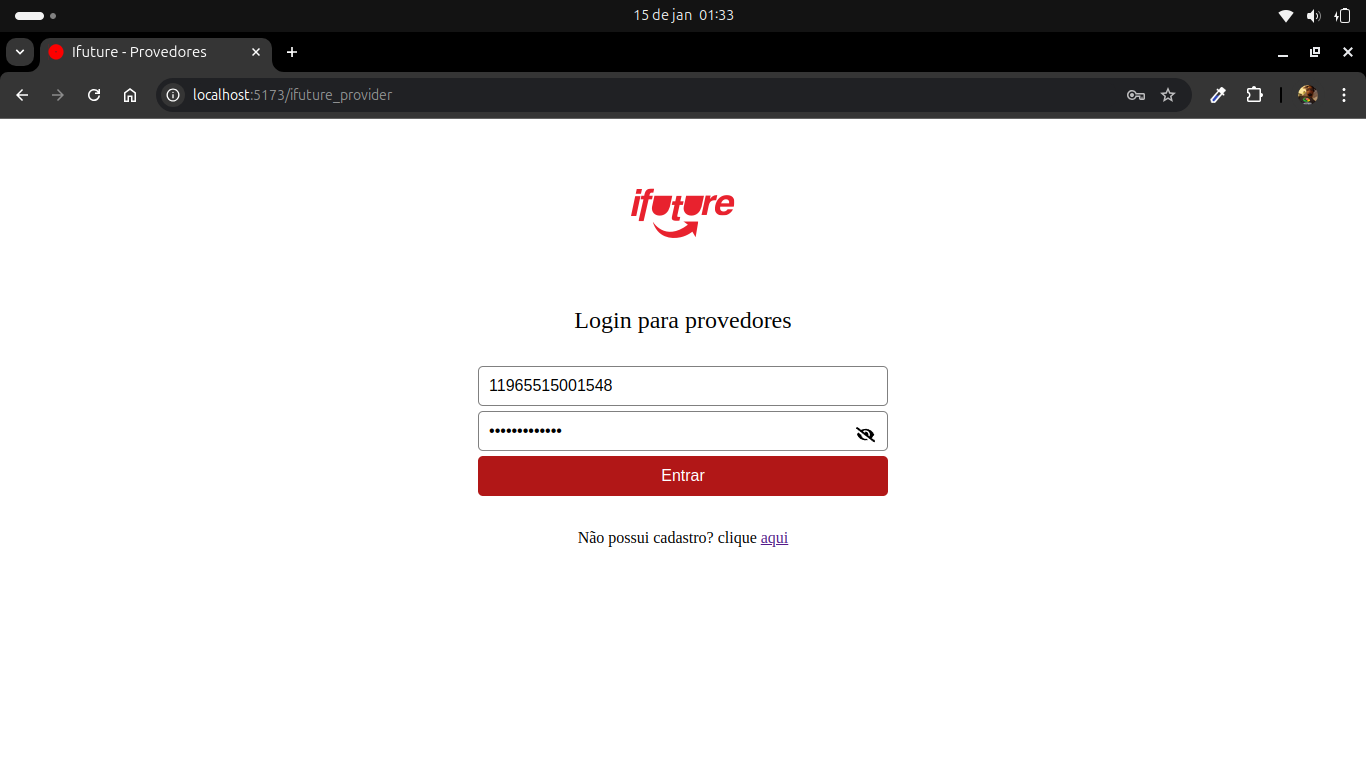 15 de jan 01:33
Ifuture - Provedores
localhost:5173/ifuture_provider
ifuture
Login para provedores
11965515001548
•••••••••••••
Entrar
Não possui cadastro? clique aqui